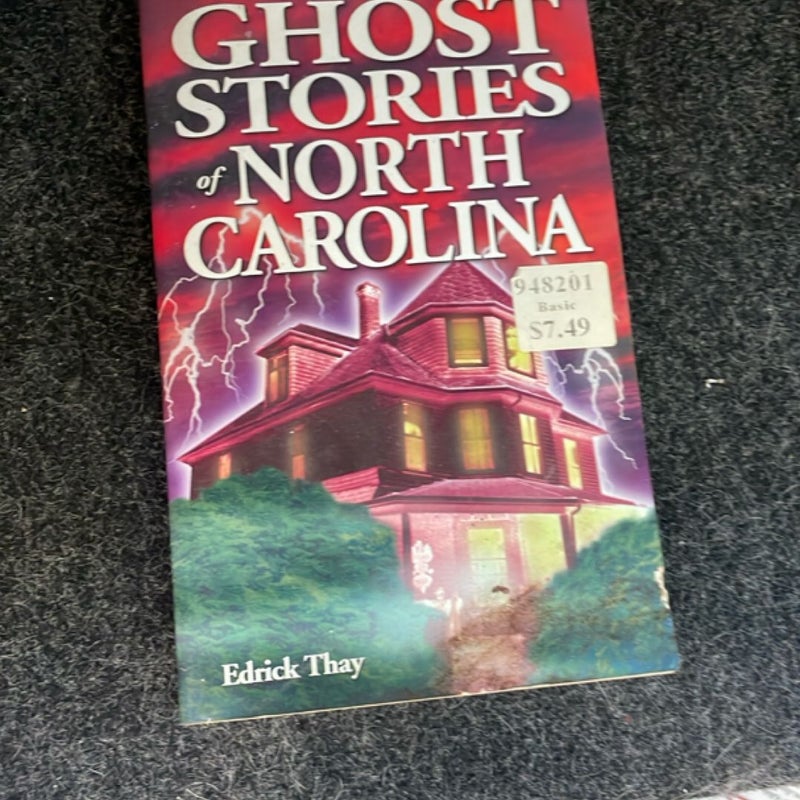 GHOST
STORIES
of NORTH
CAROLINA
948201
Basic
$7.49
Edrick Thay